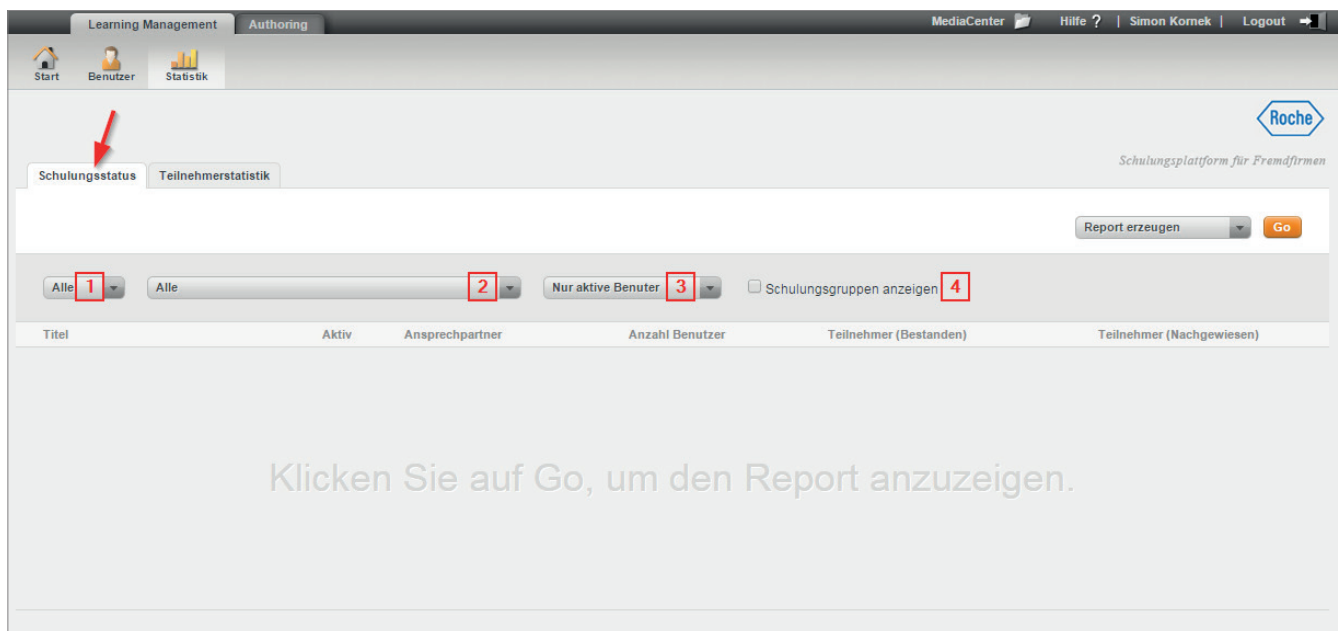 Learning Management Authoring MediaCenter Hilfe ? | Simon Kornek | Logout
Start Benutzer Statistik
Roche
Schulungsplattform für Fremdfirmen
Schulungsstatus Teilnehmerstatistik
Report erzeugen Go
Alle 1 Alle 2 Nur aktive Benuter 3 Schulungsgruppen anzeigen 4
Titel Aktiv Ansprechpartner Anzahl Benutzer Teilnehmer (Bestanden) Teilnehmer (Nachgewiesen)
Klicken Sie auf Go, um den Report anzuzeigen.